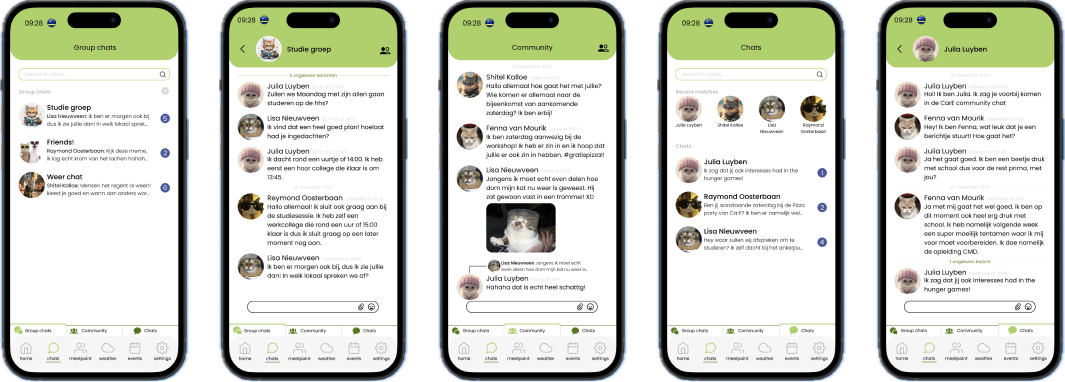 09:28
Group chats
Search in chats...
Group chats
Studie groep
Lisa Nieuwveen: Ik ben er morgen ook bij,
dus ik zie jullie dan! In welk lokaal sprek...
5
Friends!
Raymond Oosterbaan: Kijk deze meme,
ik lag echt krom van het lachen hahah...
2
Weer chat
Shitel Kalloe: Mensen het regent al weer!!
kleed je goed en warm aan anders wor...
6
Group chats
Community
Chats
home
chats
meetpoint
weather
events
settings
09:28
Studie groep
5 ongelezen berichten
Julia Luyben
Zullen we Maandag met zijn allen gaan
studeren op de hhs?
Lisa Nieuwveen
Ik vind dat een heel goed plan! hoelaat
had je ingedachten?
Julia Luyben
Ik dacht rond een uurtje of 14:00. Ik heb
eerst een hoor college die klaar is om
13:45.
Reymond Oosterbaan
Hallo allemaal! ik sluit ook graag aan bij
de studiesessie. Ik heb zelf een
werkcollege die rond een uur of 15:00
klaar is dus ik sluit graag op een later
moment nog aan.
Lisa Nieuwveen
Ik ben er morgen ook bij, dus ik zie jullie
dan! In welk lokaal spreken we af?
Group chats
Community
Chats
home
chats
meetpoint
weather
events
settings
09:28
Community
Shitel Kalloe
Hallo allemaal hoe gaat het met jullie?
Wie komen er allemaal naar de
bijeenkomst van aankomende
zaterdag? Ik ben erbij!
Fenna van Mourik
Ik ben zaterdag aanwezig bij de
workshop! Ik heb er zin in en ik hoop dat
jullie er ook zin in hebben. #gratispizza!!
Lisa Nieuwveen
Jongens ik moet echt even delen hoe
dom mijn kat nu weer is geweest. Hij
zat gewoon vast in een trommel! XD
Lisa Nieuwveen Jongens ik moet echt
even delen hoe dom mijn kat nu weer is...
Julia Luyben
Hahaha dat is echt heel schattig!
Group chats
Community
Chats
home
chats
meetpoint
weather
events
settings
09:28
Chats
Search in chats...
Recent matches
Julia Luyben
Shitel Kalloe
Lisa
Nieuwveen
Raymond
Oosterbaan
Chats
Julia Luyben
Ik zag dat jij ook interesses had in the
hunger games!
1
Raymond Oosterbaan
Ben jij aanstaande zaterdag bij de Pizza
party van Carl? Ik ben er namelijk wel...
2
Lisa Nieuwveen
Hey waar zullen wij afspreken om te
studeren? Ik zelf dacht bij het ankerpu...
4
Group chats
Community
Chats
home
chats
meetpoint
weather
events
settings
09:28
Julia Luyben
Julia Luyben
Hoi! Ik ben Julia. Ik zag je voorbij komen
in de Carl! community chat
Fenna van Mourik
Hey! Ik ben Fenna, wat leuk dat je een
berichtje stuurt! Hoe gaat het?
Julia Luyben
Ja het gaat goed. Ik ben een beetje druk
met school dus voor de rest prima, met
jou?
Fenna van Mourik
Ja met mij gaat het wel goed. Ik ben op
dit moment ook heel erg druk met
school. Ik heb namelijk volgende week
een super moeilijk tentamen waar ik mij
voor moet voorbereiden. Ik doe namelijk
de opleiding CMD.
1 ongelezen bericht
Julia Luyben
Ik zag dat jij ook interesses had in the
hunger games!
Group chats
Community
Chats
home
chats
meetpoint
weather
events
settings